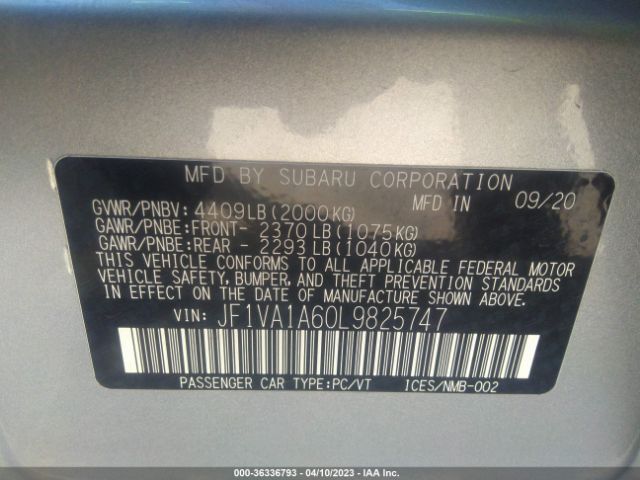 MFD BY SUBARU CORPORATION
MFD IN 09/20
GVWR/PNBV: 4409LB(2000KG)
GAWR/PNBE:FRONT- 2370LB(1075KG)
GAWR/PNBE:REAR - 2293LB(1040KG)
THIS VEHICLE CONFORMS TO ALL APPLICABLE FEDERAL MOTOR
VEHICLE SAFETY, BUMPER, AND THEFT PREVENTION STANDARDS
IN EFFECT ON THE DATE OF MANUFACTURE SHOWN ABOVE.
VIN: JF1VA1A60L9825747
PASSENGER CAR TYPE:PC/VT ICES/NMB-002
000-36336793 - 04/10/2023 - IAA Inc.